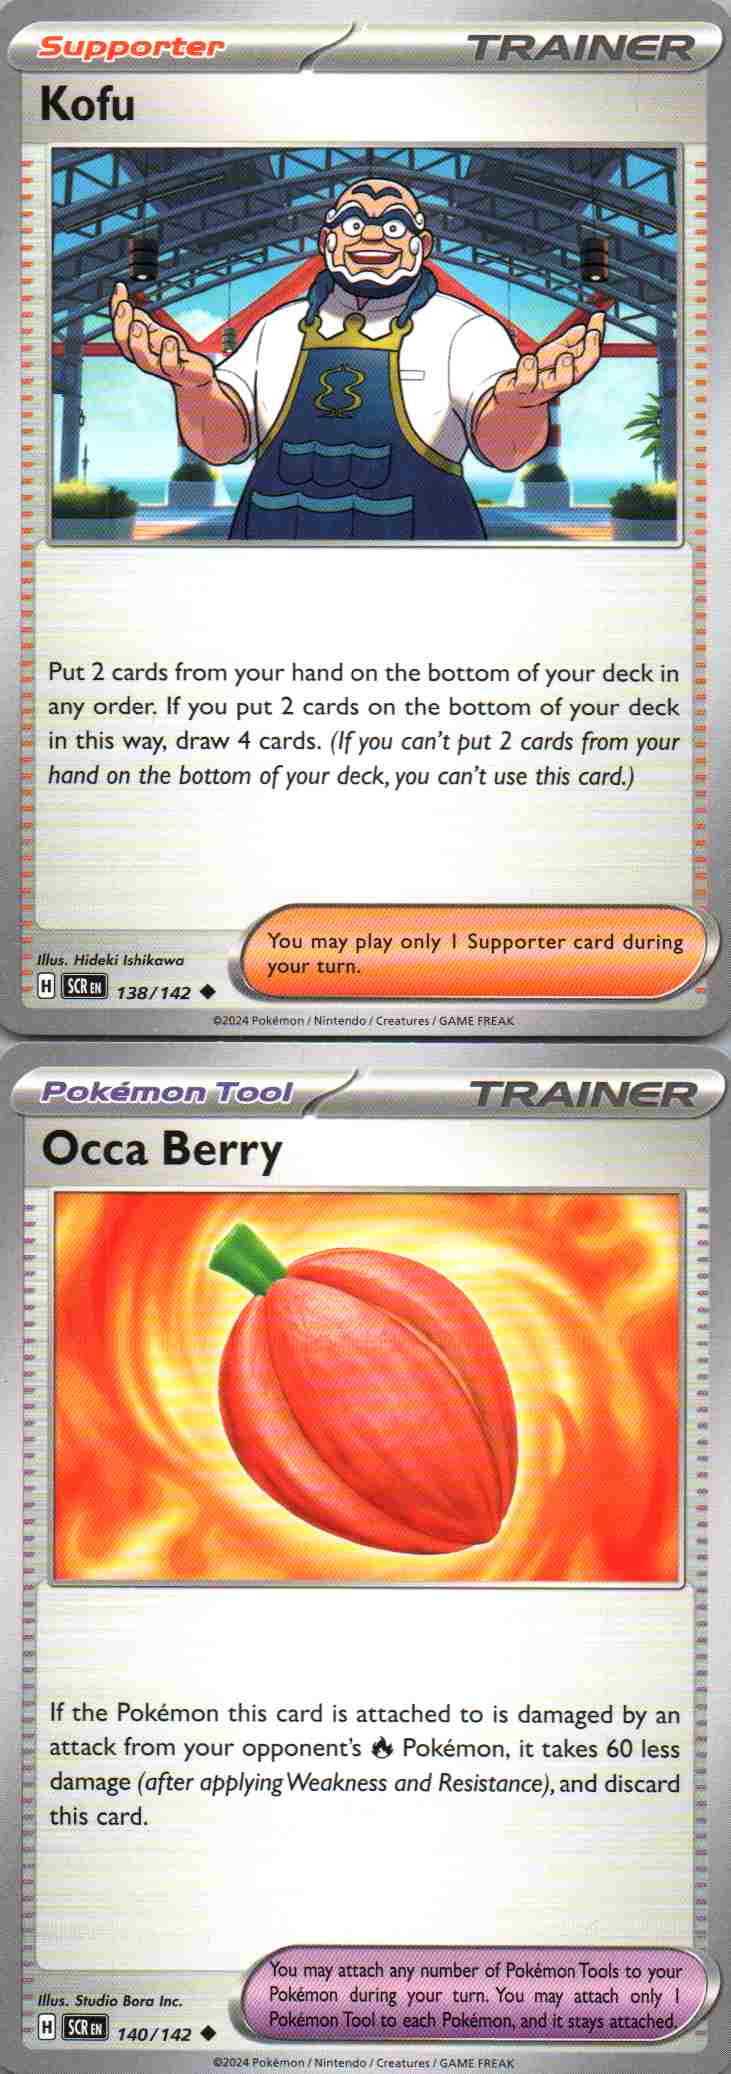 Supporter
TRAINER
Kofu
Put 2 cards from your hand on the bottom of your deck in
any order. If you put 2 cards on the bottom of your deck
in this way, draw 4 cards. (If you can't put 2 cards from your
hand on the bottom of your deck, you can't use this card.)
You may play only 1 Supporter card during
your turn.
Illus. Hideki Ishikawa
H SCR EN 138/142
©2024 Pokémon / Nintendo / Creatures / GAME FREAK
Pokémon Tool
TRAINER
Occa Berry
If the Pokémon this card is attached to is damaged by an
attack from your opponent's Pokémon, it takes 60 less
damage (after applying Weakness and Resistance), and discard
this card.
You may attach any number of Pokémon Tools to your
Pokémon during your turn. You may attach only 1
Pokémon Tool to each Pokémon, and it stays attached.
Illus. Studio Bora Inc.
H SCR EN 140/142
©2024 Pokémon / Nintendo / Creatures / GAME FREAK